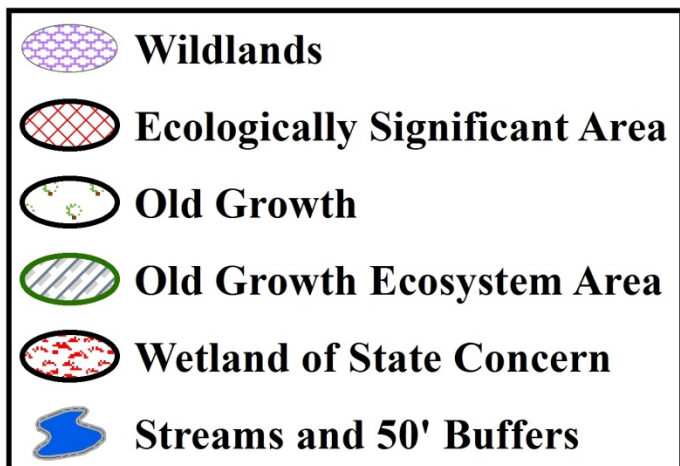 Wildlands
Ecologically Significant Area
Old Growth
Old Growth Ecosystem Area
Wetland of State Concern
Streams and 50' Buffers